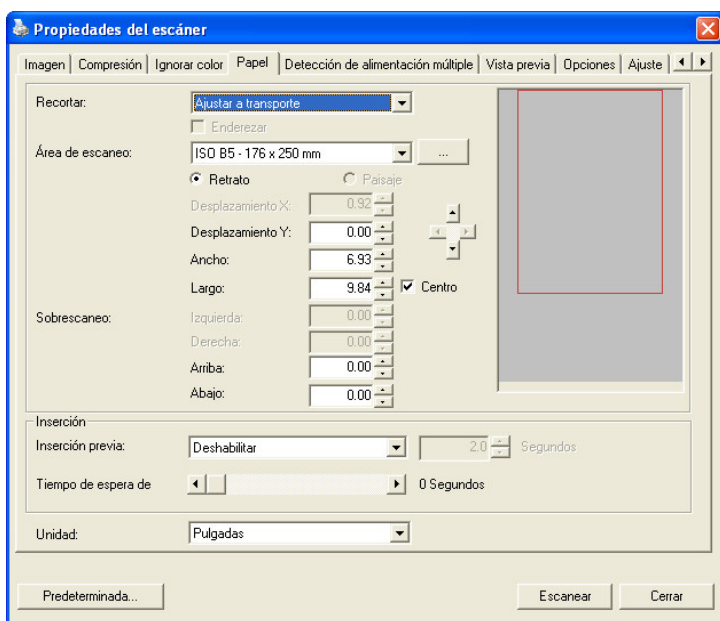 Propiedades del escáner
Imagen Compresión Ignorar color Papel Detección de alimentación múltiple Vista previa Opciones Ajuste
Recortar: Ajustar a transporte
Enderezar
Área de escaneo: ISO B5 - 176 x 250 mm ...
Retrato Paisaje
Desplazamiento X: 0.92
Desplazamiento Y: 0.00
Ancho: 6.93
Largo: 9.84 Centro
Sobrescaneo: Izquierda: 0.00
Derecha: 0.00
Arriba: 0.00
Abajo: 0.00
Inserción
Inserción previa: Deshabilitar 2.0 Segundos
Tiempo de espera de 0 Segundos
Unidad: Pulgadas
Predeterminada... Escanear Cerrar